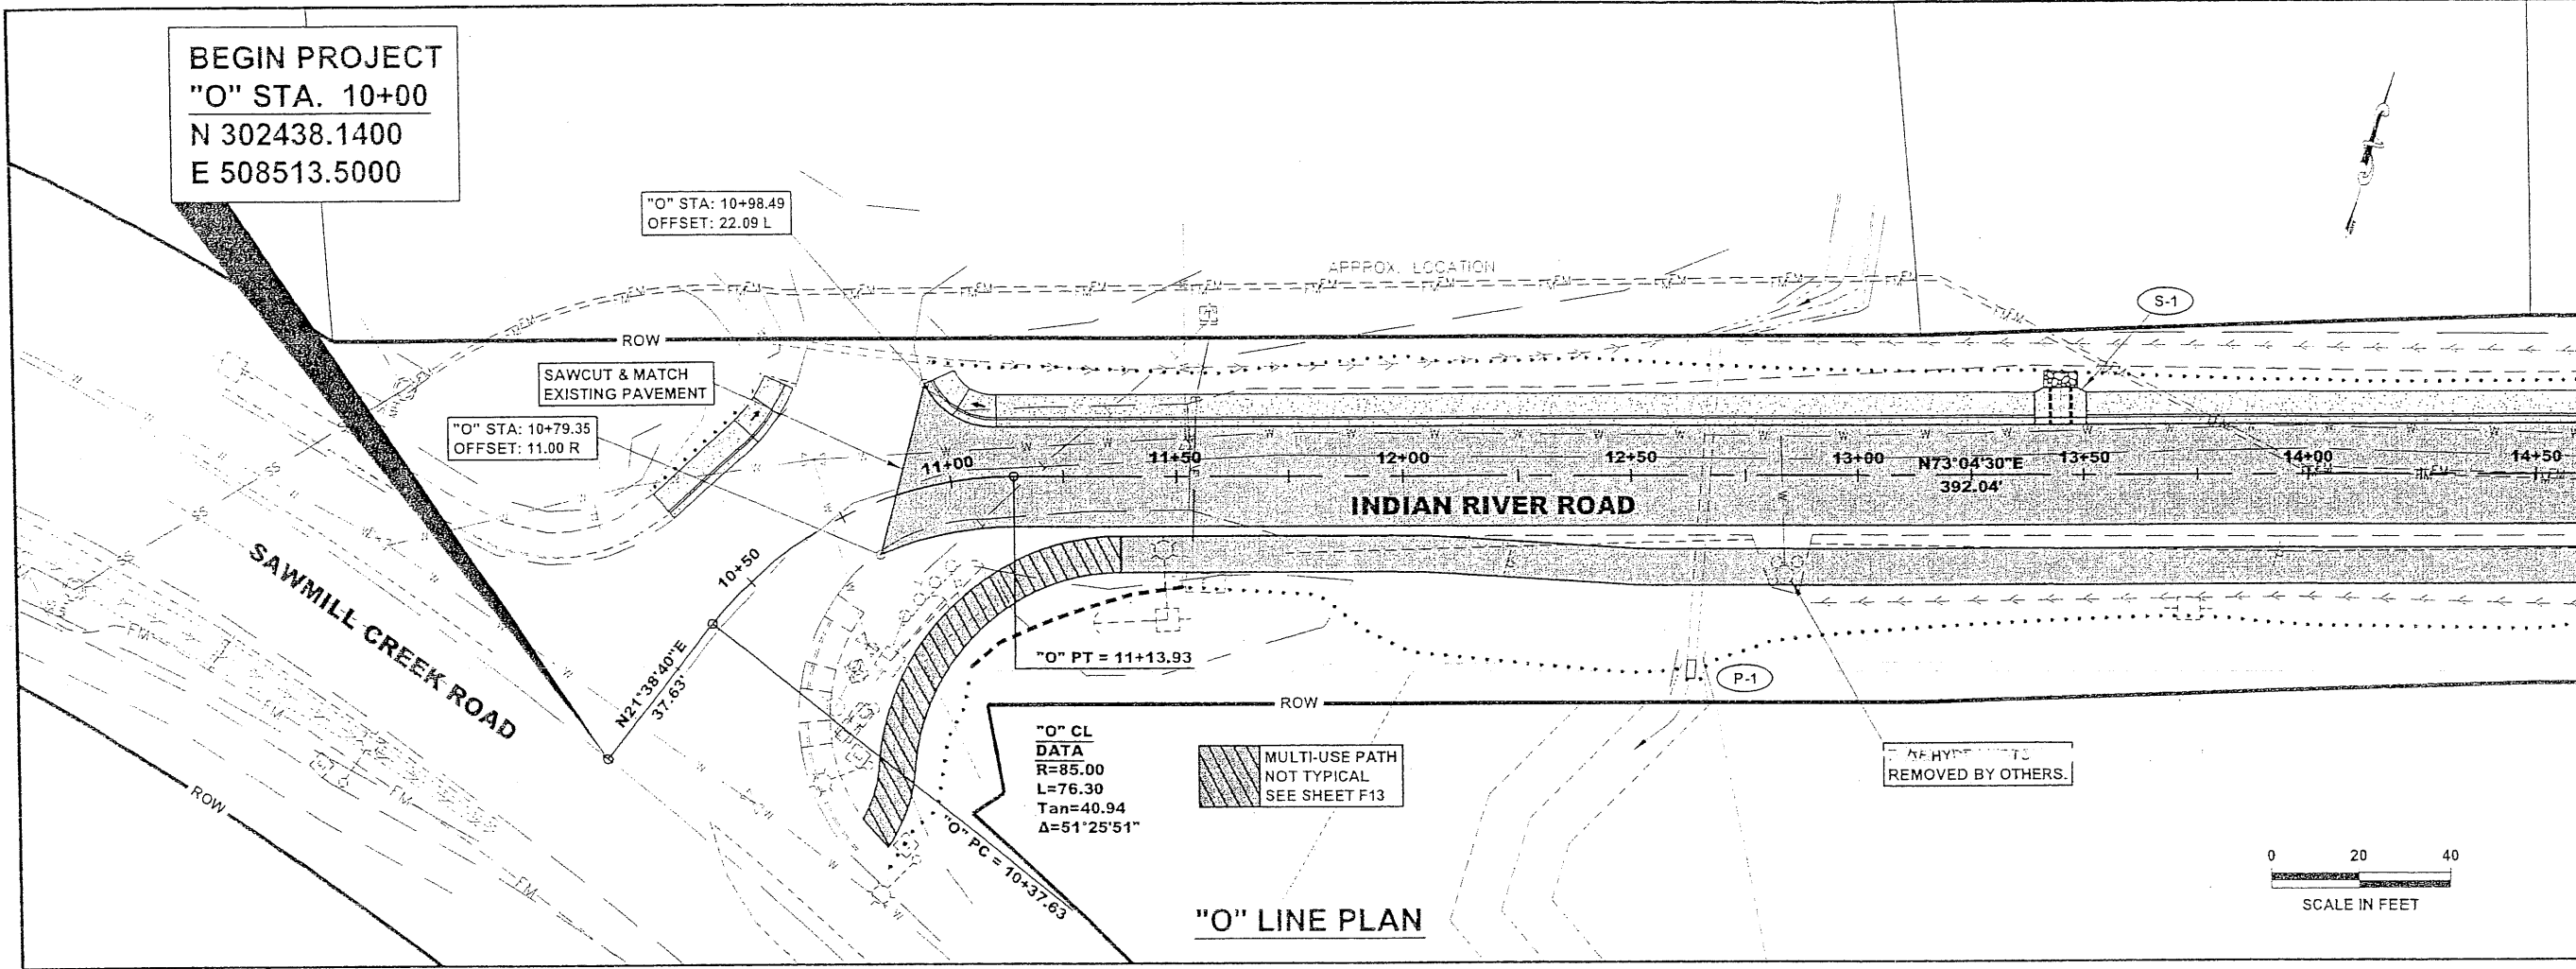 BEGIN PROJECT
"O" STA. 10+00
N 302438.1400
E 508513.5000
"O" STA: 10+98.49
OFFSET: 22.09 L
APPROX. LOCATION
S-1
ROW
SAWCUT & MATCH
EXISTING PAVEMENT
"O" STA: 10+79.35
OFFSET: 11.00 R
11+00
11+50
12+00
12+50
13+00
N73°04'30"E
392.04'
13+50
14+00
14+50
INDIAN RIVER ROAD
10+50
SAWMILL CREEK ROAD
N21°38'40"E
37.63'
"O" PT = 11+13.93
P-1
ROW
"O" CL
DATA
R=85.00
L=76.30
Tan=40.94
Δ=51°25'51"
MULTI-USE PATH
NOT TYPICAL
SEE SHEET F13
REMOVED BY OTHERS.
ROW
"O" PC = 10+37.63
"O" LINE PLAN
0 20 40
SCALE IN FEET